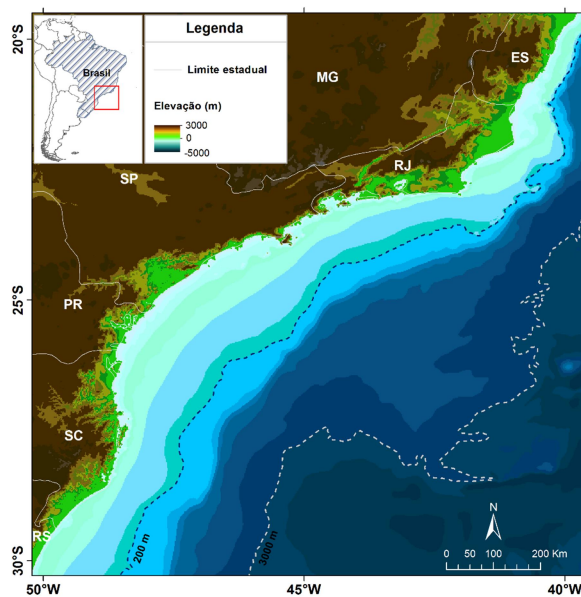 Legenda
Brasil
Limite estadual
Elevação (m)
3000
0
-5000
20°S
25°S
30°S
ES
MG
RJ
SP
PR
SC
RS
200 m
3000 m
N
0 50 100 200 Km
50°W
45°W
40°W